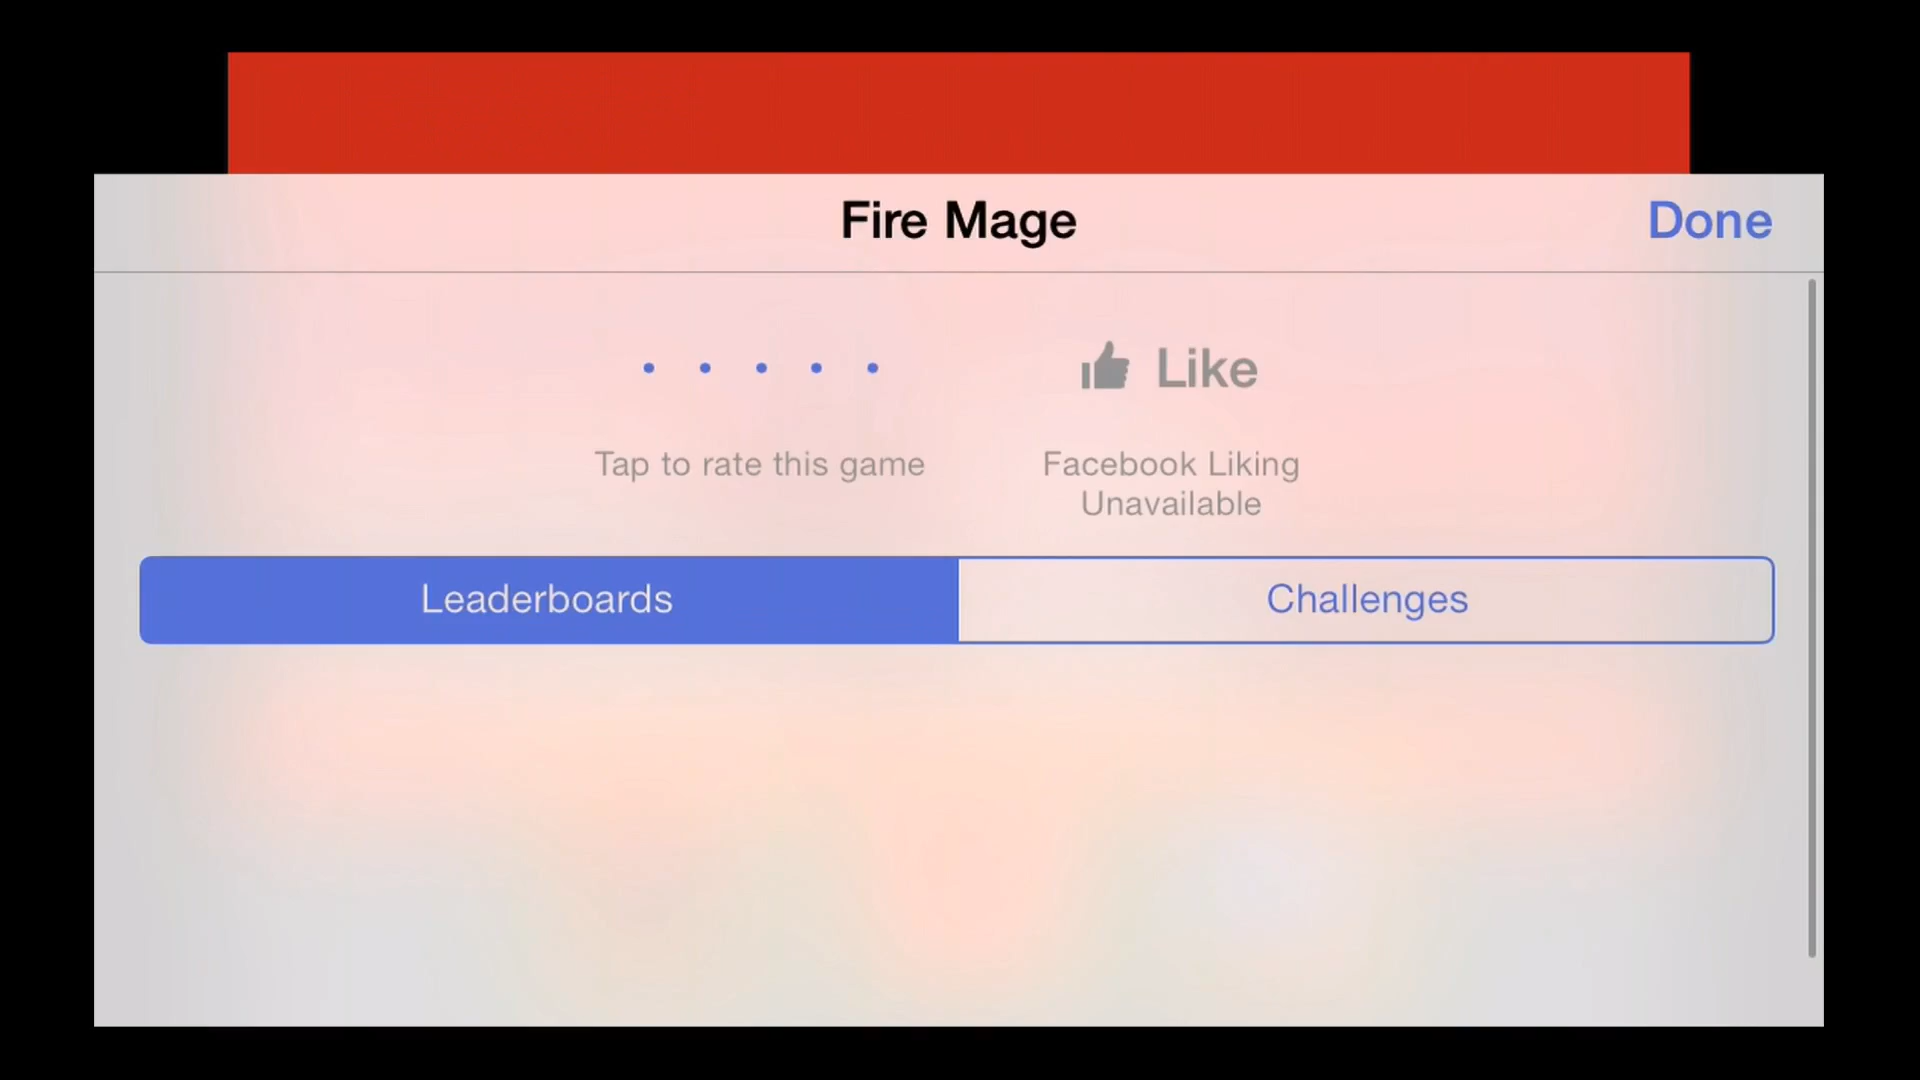 Fire Mage
Done
Like
Tap to rate this game
Facebook Liking
Unavailable
Leaderboards
Challenges